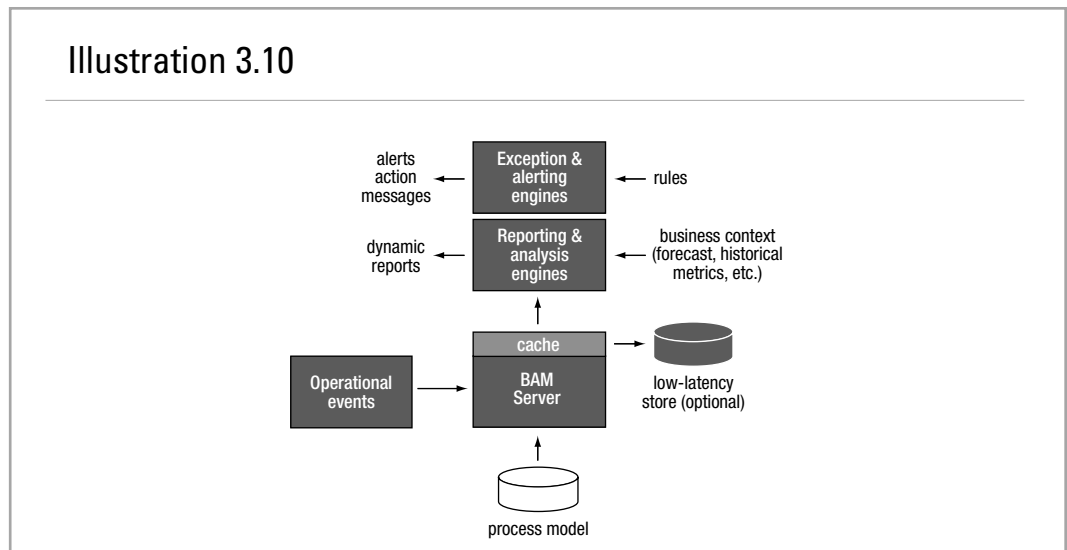 Illustration 3.10
alerts
action
messages
Exception &
alerting
engines
rules
dynamic
reports
Reporting &
analysis
engines
business context
(forecast, historical
metrics, etc.)
cache
Operational
events
BAM
Server
low-latency
store (optional)
process model